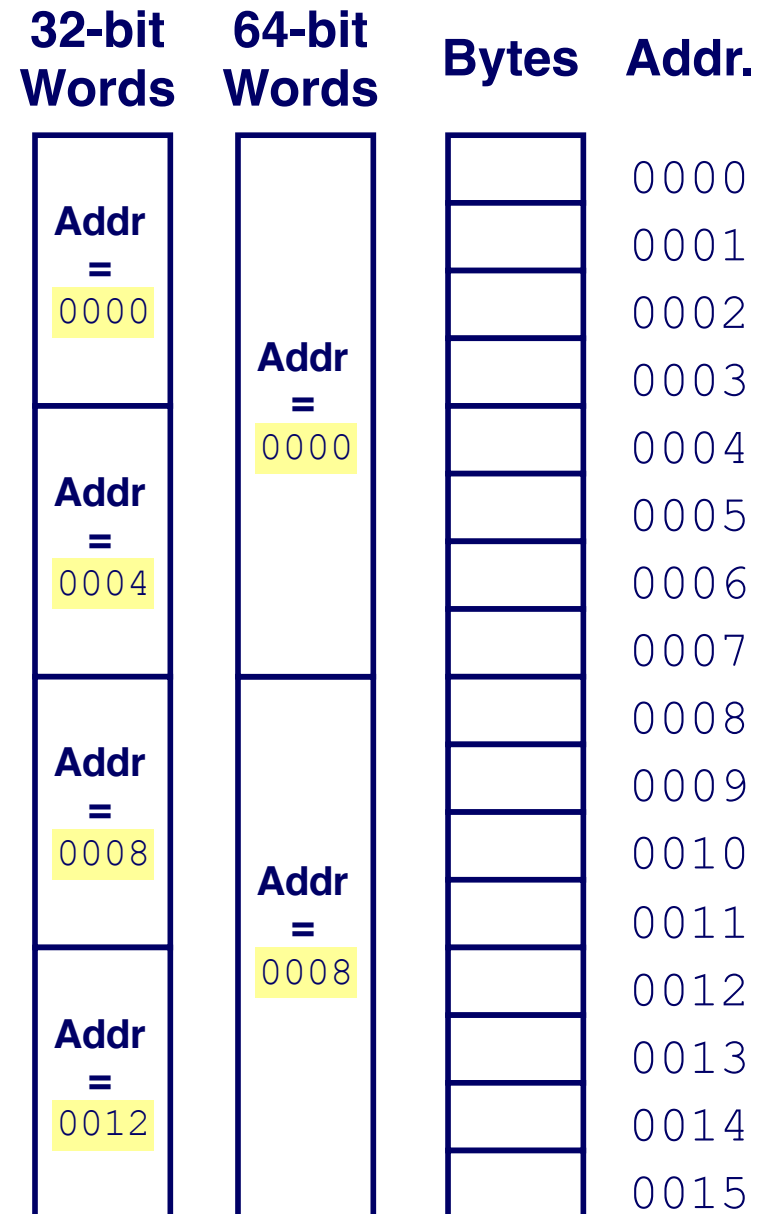 32-bit
Words
64-bit
Words
Bytes
Addr.
Addr
=
0000
Addr
=
0004
Addr
=
0008
Addr
=
0012
Addr
=
0000
Addr
=
0008
0000
0001
0002
0003
0004
0005
0006
0007
0008
0009
0010
0011
0012
0013
0014
0015